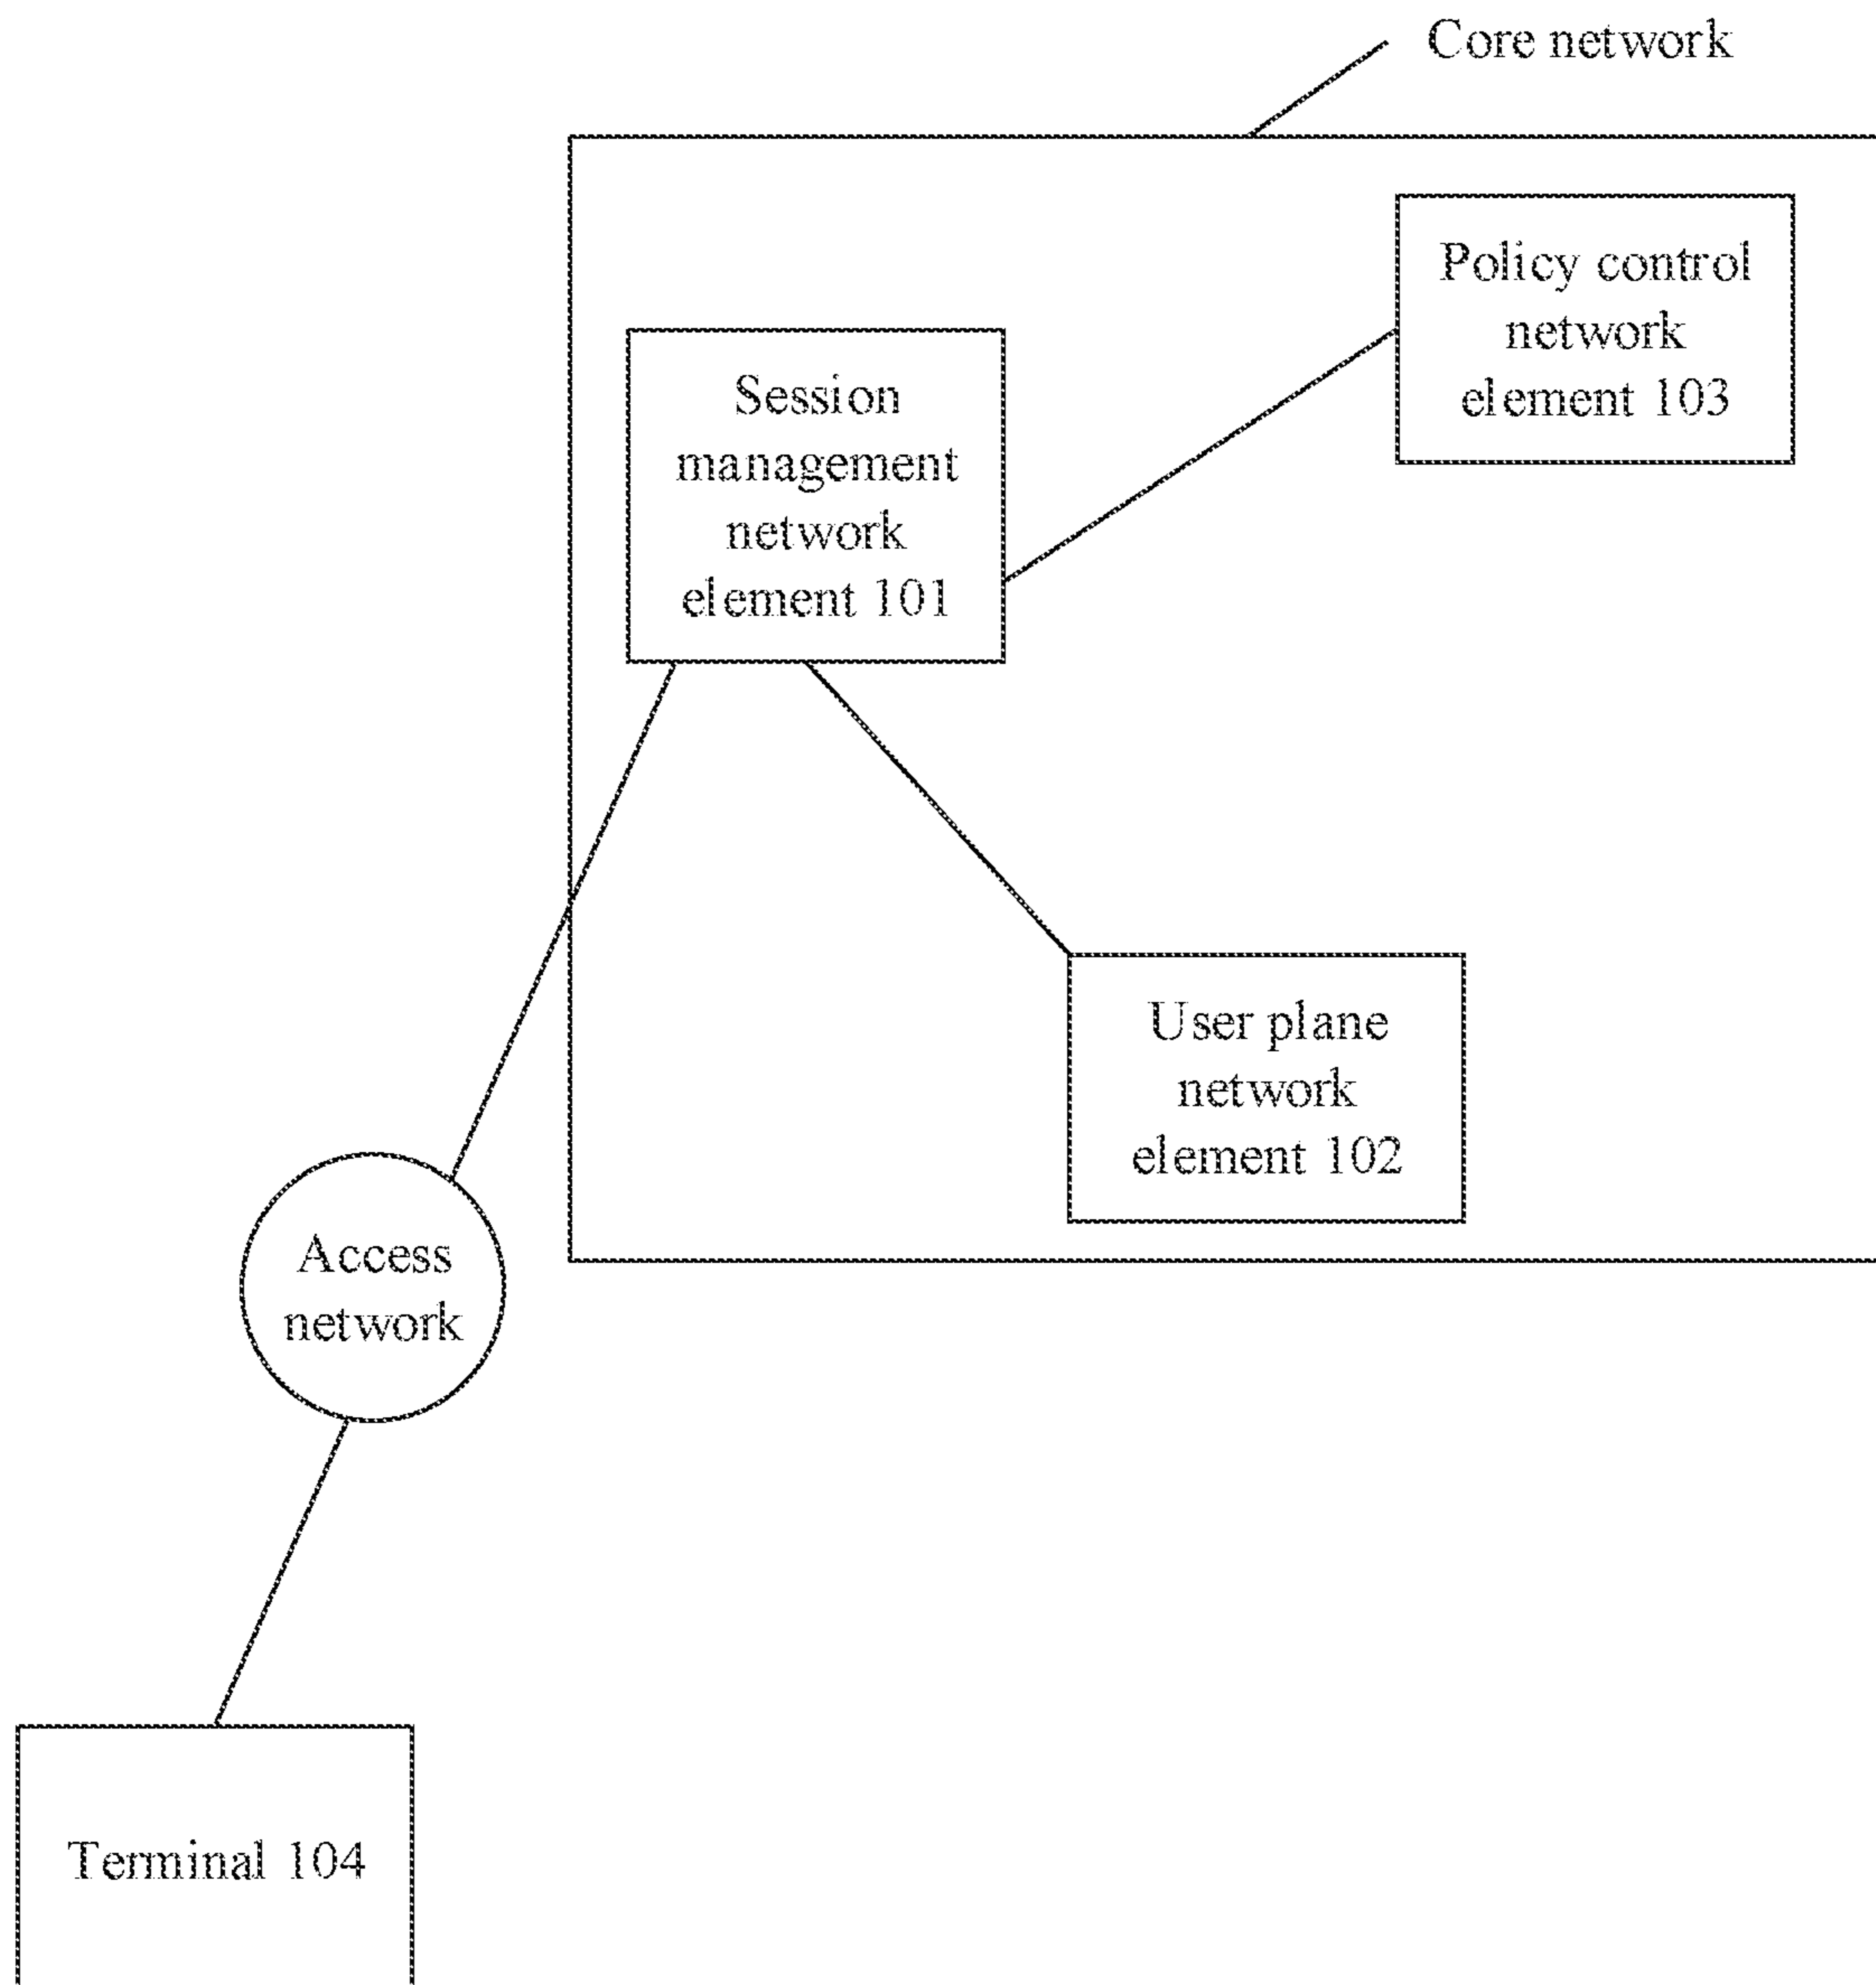 Core network
Policy control
network
element 103
Session
management
network
element 101
User plane
network
element 102
Access
network
Terminal 104